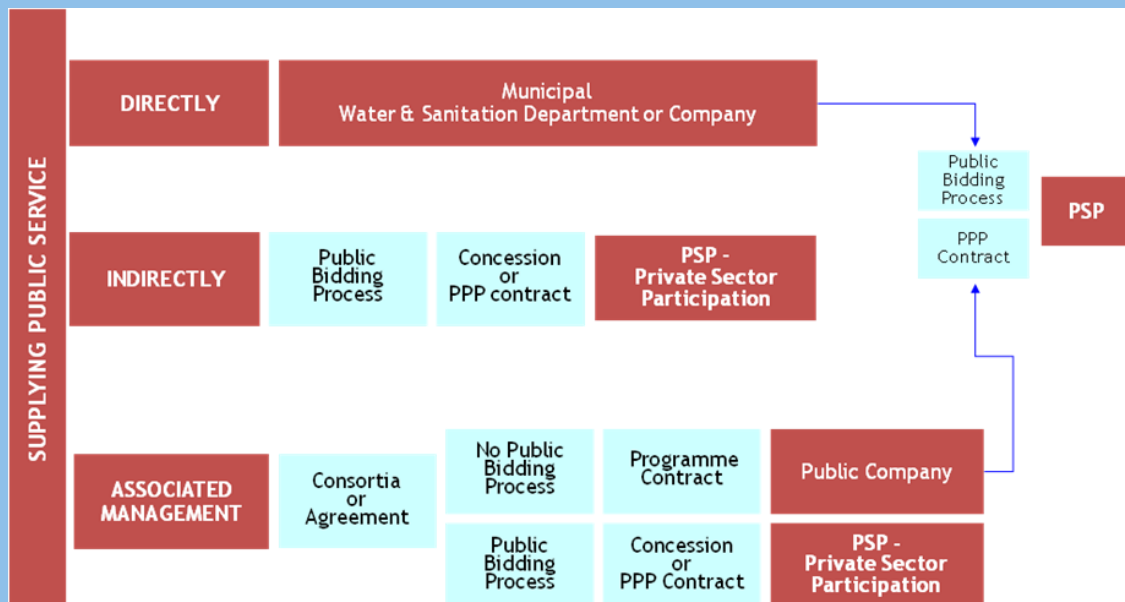 SUPPLYING PUBLIC SERVICE
DIRECTLY
Municipal
Water & Sanitation Department or Company
Public
Bidding
Process
PPP
Contract
PSP
INDIRECTLY
Public
Bidding
Process
Concession
or
PPP contract
PSP -
Private Sector
Participation
ASSOCIATED
MANAGEMENT
Consortia
or
Agreement
No Public
Bidding
Process
Programme
Contract
Public Company
Public
Bidding
Process
Concession
or
PPP Contract
PSP -
Private Sector
Participation